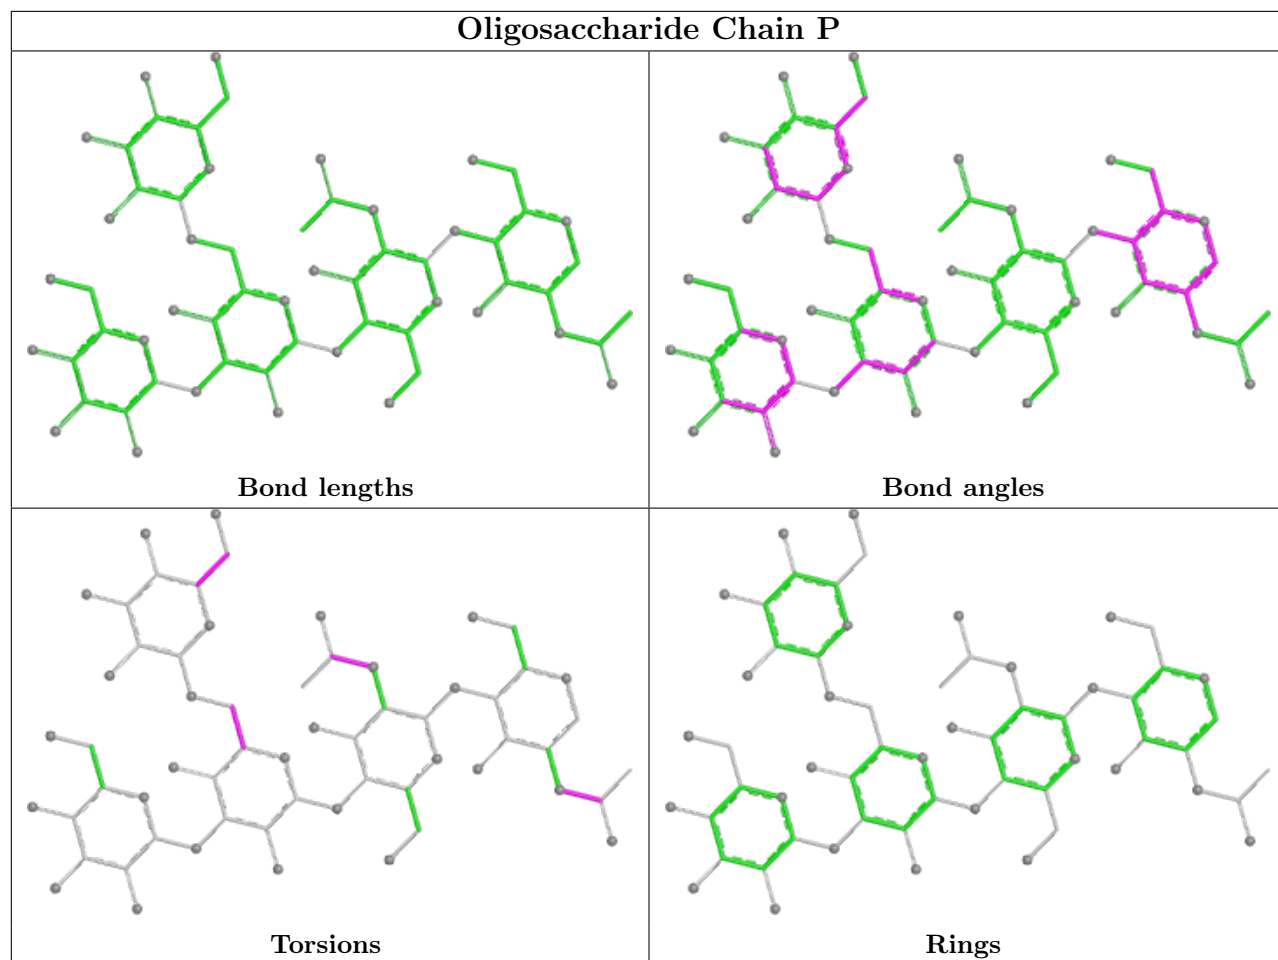 Oligosaccharide Chain P
Bond lengths
Bond angles
Torsions
Rings